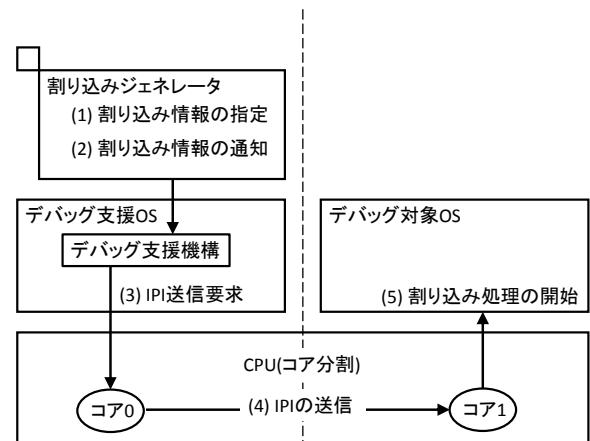 割り込みジェネレータ
(1) 割り込み情報の指定
(2) 割り込み情報の通知
デバッグ支援OS
デバッグ対象OS
デバッグ支援機構
(3) IPI送信要求
(5) 割り込み処理の開始
CPU(コア分割)
コア0
(4) IPIの送信
コア1